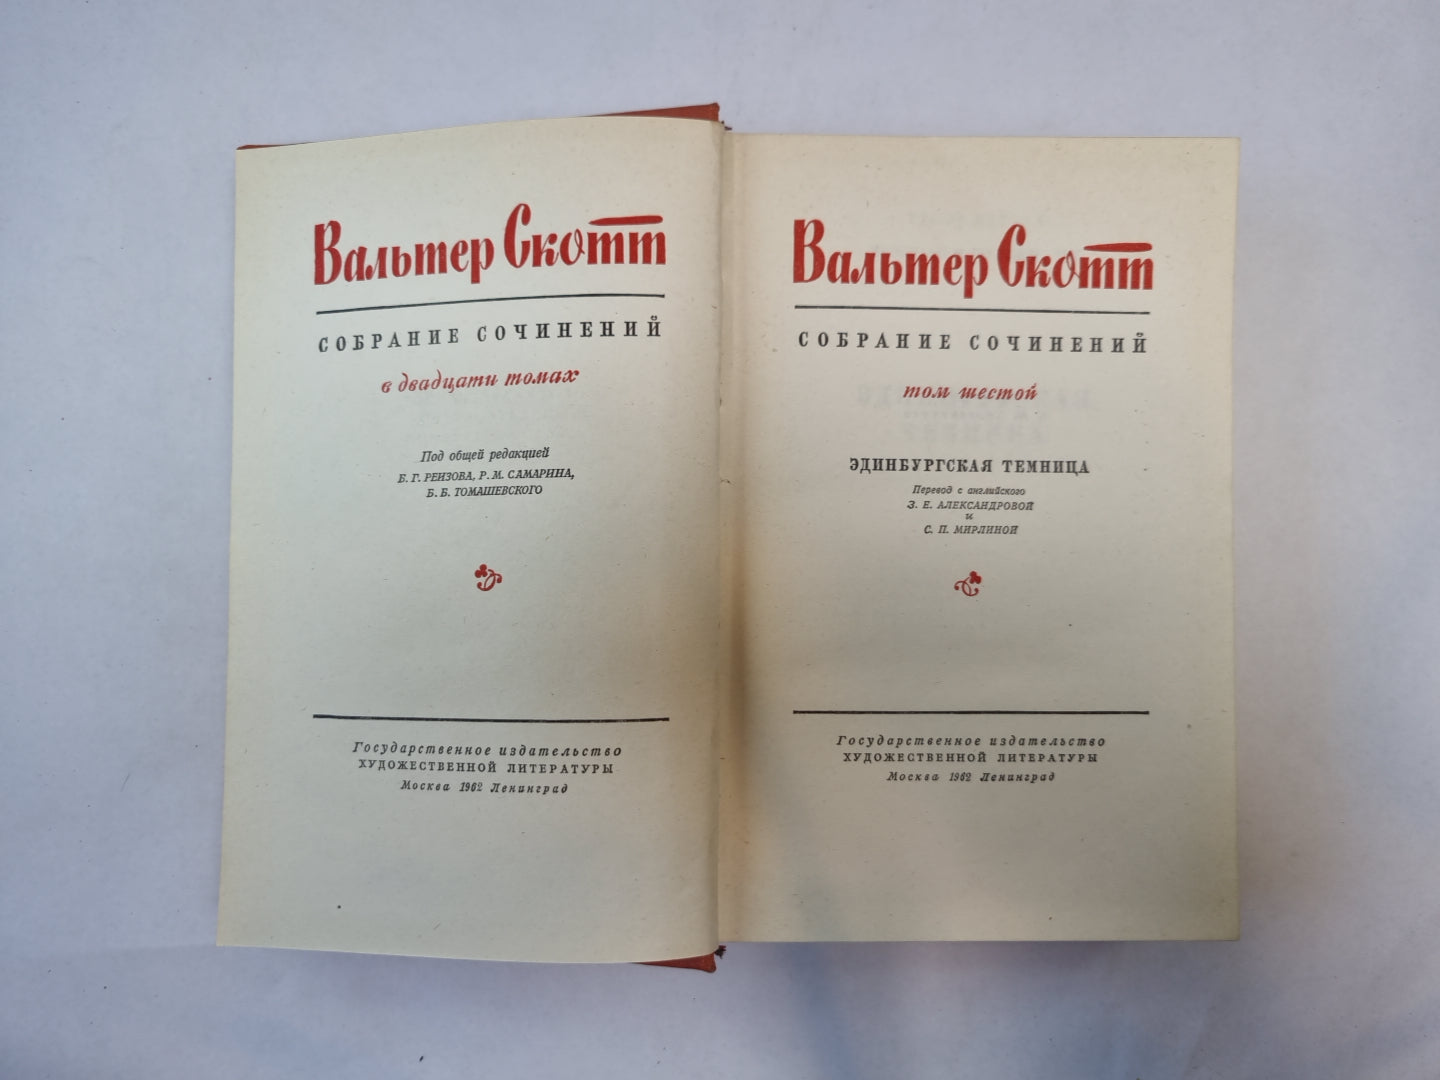 Вальтер Скотт
СОБРАНИЕ СОЧИНЕНИЙ
в двадцати томах
Под общей редакцией
Б. Г. РЕИЗОВА, Р. М. САМАРИНА,
Б. Б. ТОМАШЕВСКОГО
Государственное издательство
ХУДОЖЕСТВЕННОЙ ЛИТЕРАТУРЫ
Москва 1962 Ленинград
Вальтер Скотт
СОБРАНИЕ СОЧИНЕНИЙ
том шестой
ЭДИНБУРГСКАЯ ТЕМНИЦА
Перевод с английского
З. Е. АЛЕКСАНДРОВОЙ
и
С. П. МИРЛИНОЙ
Государственное издательство
ХУДОЖЕСТВЕННОЙ ЛИТЕРАТУРЫ
Москва 1962 Ленинград